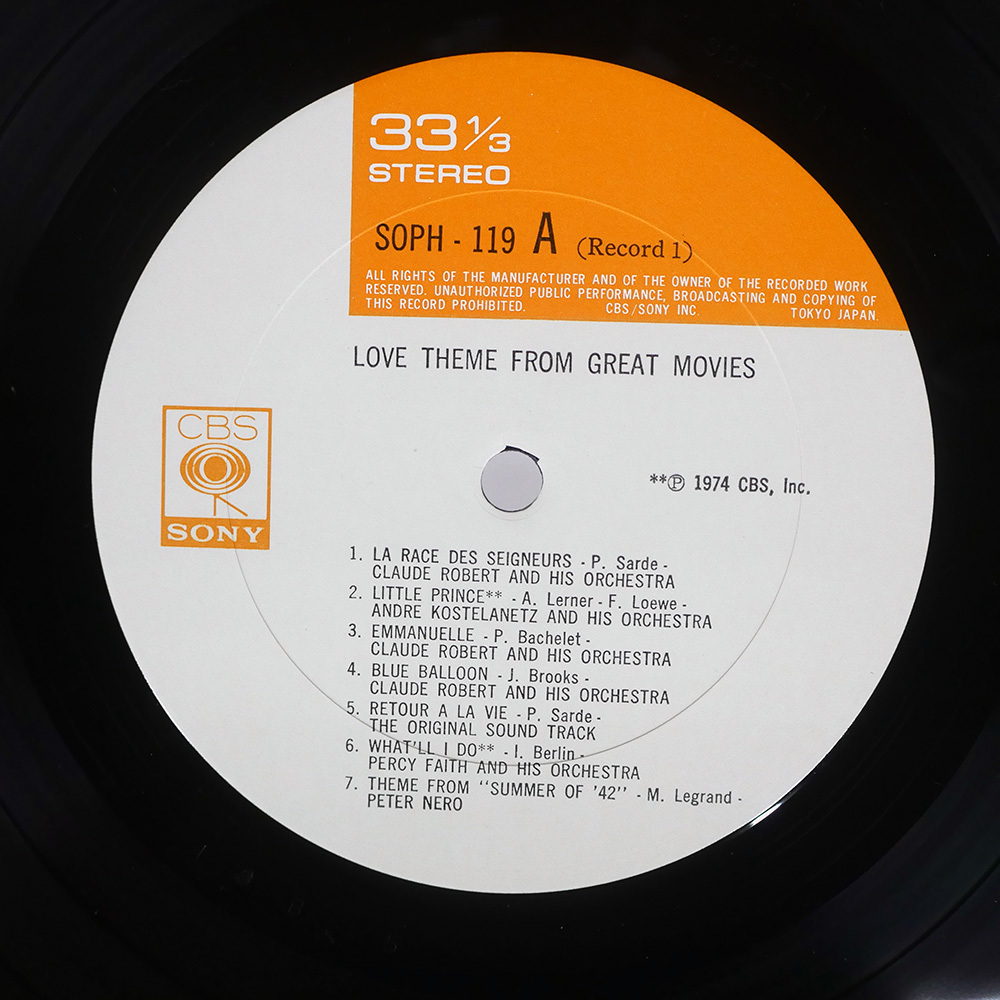 33 1/3
STEREO
SOPH - 119 A (Record 1)
ALL RIGHTS OF THE MANUFACTURER AND OF THE OWNER OF THE RECORDED WORK
RESERVED. UNAUTHORIZED PUBLIC PERFORMANCE, BROADCASTING AND COPYING OF
THIS RECORD PROHIBITED. CBS/SONY INC. TOKYO JAPAN.
LOVE THEME FROM GREAT MOVIES
CBS
SONY
**Ⓟ 1974 CBS, Inc.
1. LA RACE DES SEIGNEURS - P. Sarde -
CLAUDE ROBERT AND HIS ORCHESTRA
2. LITTLE PRINCE** - A. Lerner - F. Loewe -
ANDRE KOSTELANETZ AND HIS ORCHESTRA
3. EMMANUELLE - P. Bachelet -
CLAUDE ROBERT AND HIS ORCHESTRA
4. BLUE BALLOON - J. Brooks -
CLAUDE ROBERT AND HIS ORCHESTRA
5. RETOUR A LA VIE - P. Sarde -
THE ORIGINAL SOUND TRACK
6. WHAT'LL I DO** - I. Berlin -
PERCY FAITH AND HIS ORCHESTRA
7. THEME FROM "SUMMER OF '42" - M. Legrand -
PETER NERO